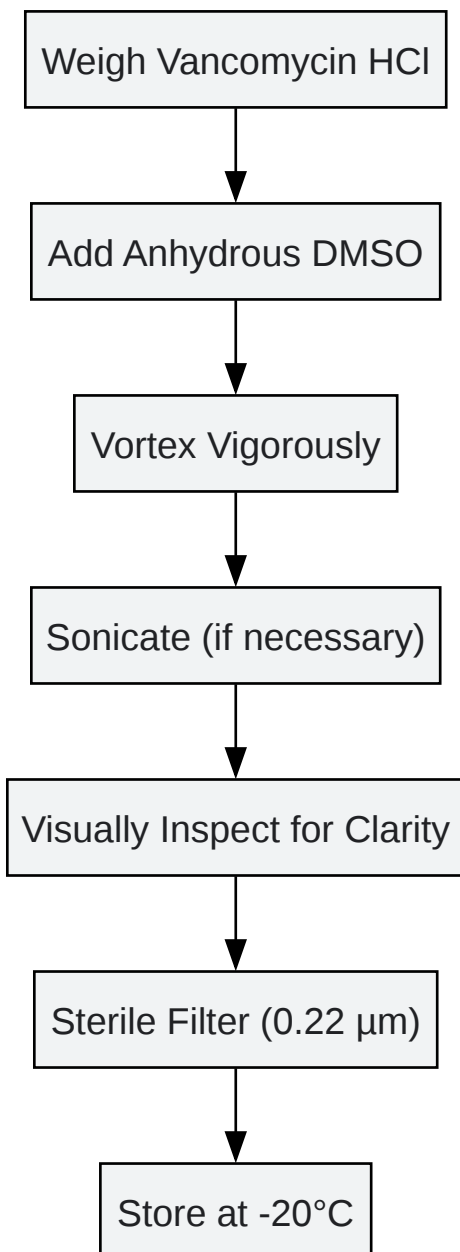 Weigh Vancomycin HCl
Add Anhydrous DMSO
Vortex Vigorously
Sonicate (if necessary)
Visually Inspect for Clarity
Sterile Filter (0.22 µm)
Store at -20°C